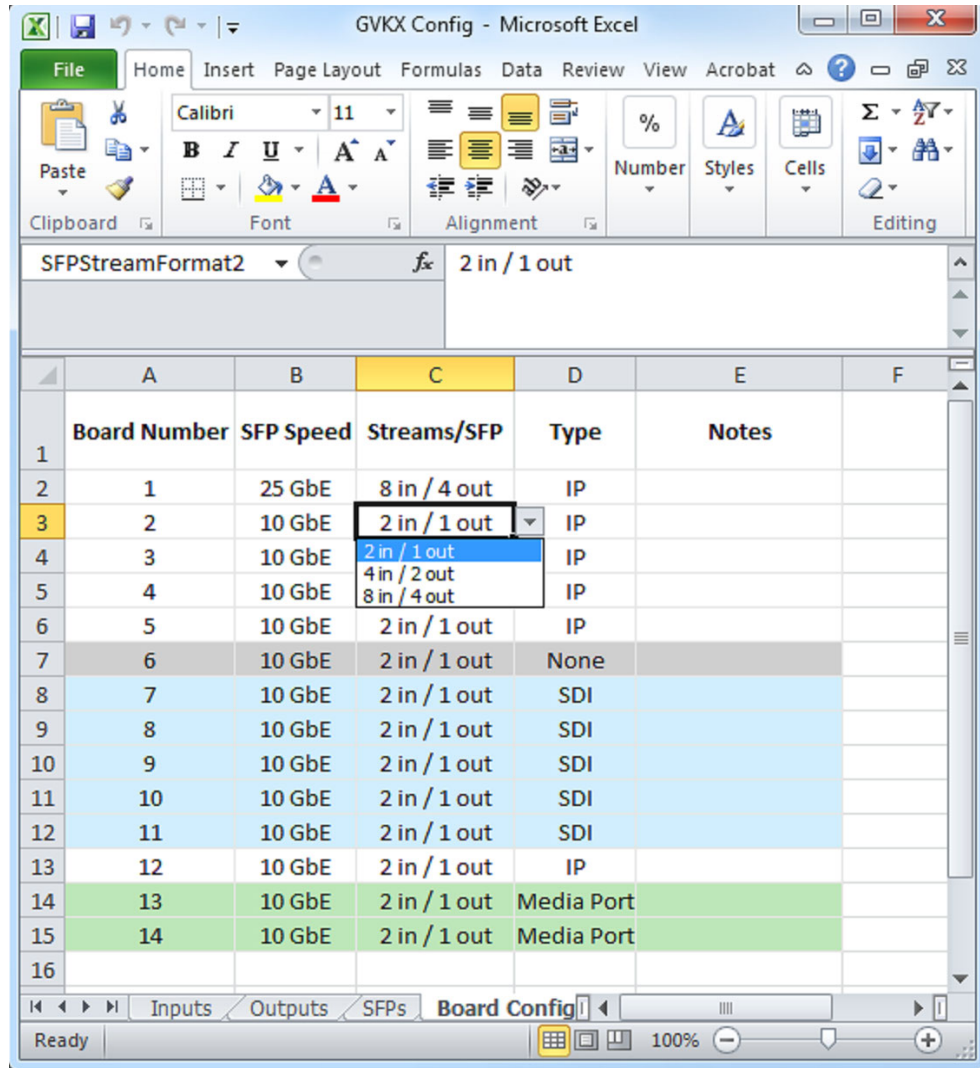 GVKX Config - Microsoft Excel
File Home Insert Page Layout Formulas Data Review View Acrobat
Calibri 11
Paste
B I U A A
% Number Styles Cells
Σ
Clipboard Font Alignment Editing
SFPStreamFormat2 fx 2 in / 1 out
A B C D E F
1 Board Number SFP Speed Streams/SFP Type Notes
2 1 25 GbE 8 in / 4 out IP
3 2 10 GbE 2 in / 1 out IP
2 in / 1 out
4 in / 2 out
8 in / 4 out
4 3 10 GbE IP
5 4 10 GbE IP
6 5 10 GbE 2 in / 1 out IP
7 6 10 GbE 2 in / 1 out None
8 7 10 GbE 2 in / 1 out SDI
9 8 10 GbE 2 in / 1 out SDI
10 9 10 GbE 2 in / 1 out SDI
11 10 10 GbE 2 in / 1 out SDI
12 11 10 GbE 2 in / 1 out SDI
13 12 10 GbE 2 in / 1 out IP
14 13 10 GbE 2 in / 1 out Media Port
15 14 10 GbE 2 in / 1 out Media Port
16
Inputs Outputs SFPs Board Config
Ready 100%